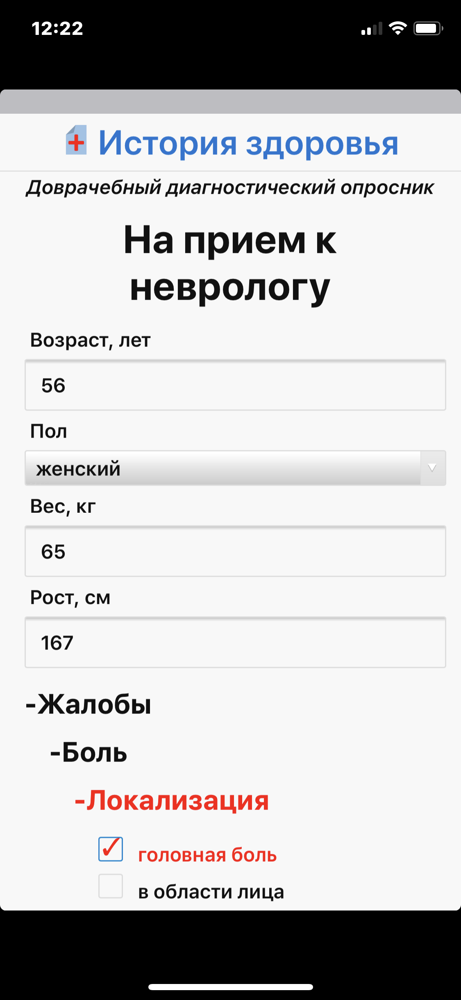 12:22
История здоровья
Доврачебный диагностический опросник
На прием к
неврологу
Возраст, лет
56
Пол
женский
Вес, кг
65
Рост, см
167
-Жалобы
-Боль
-Локализация
головная боль
в области лица